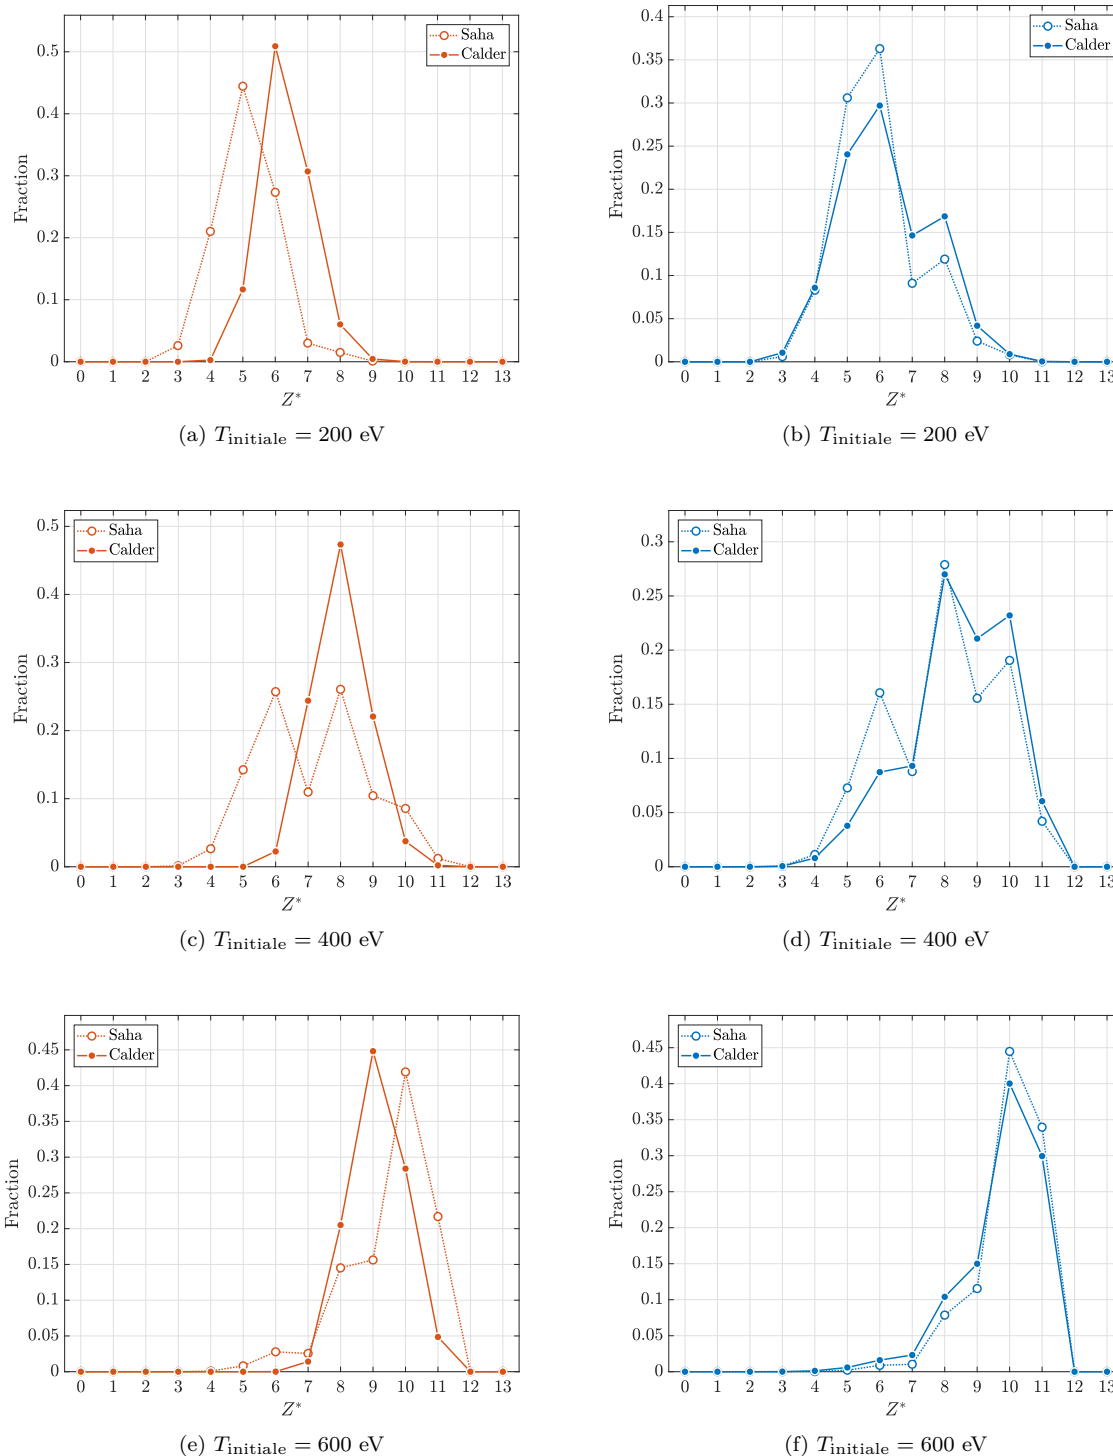 0.5
0.4
0.3
0.2
0.1
0
Fraction
Saha
Calder
0 1 2 3 4 5 6 7 8 9 10 11 12 13
Z*
(a) T_initiale = 200 eV
0.4
0.35
0.3
0.25
0.2
0.15
0.1
0.05
0
Fraction
Saha
Calder
0 1 2 3 4 5 6 7 8 9 10 11 12 13
Z*
(b) T_initiale = 200 eV
0.5
0.4
0.3
0.2
0.1
0
Fraction
Saha
Calder
0 1 2 3 4 5 6 7 8 9 10 11 12 13
Z*
(c) T_initiale = 400 eV
0.3
0.25
0.2
0.15
0.1
0.05
0
Fraction
Saha
Calder
0 1 2 3 4 5 6 7 8 9 10 11 12 13
Z*
(d) T_initiale = 400 eV
0.45
0.4
0.35
0.3
0.25
0.2
0.15
0.1
0.05
0
Fraction
Saha
Calder
0 1 2 3 4 5 6 7 8 9 10 11 12 13
Z*
(e) T_initiale = 600 eV
0.45
0.4
0.35
0.3
0.25
0.2
0.15
0.1
0.05
0
Fraction
Saha
Calder
0 1 2 3 4 5 6 7 8 9 10 11 12 13
Z*
(f) T_initiale = 600 eV